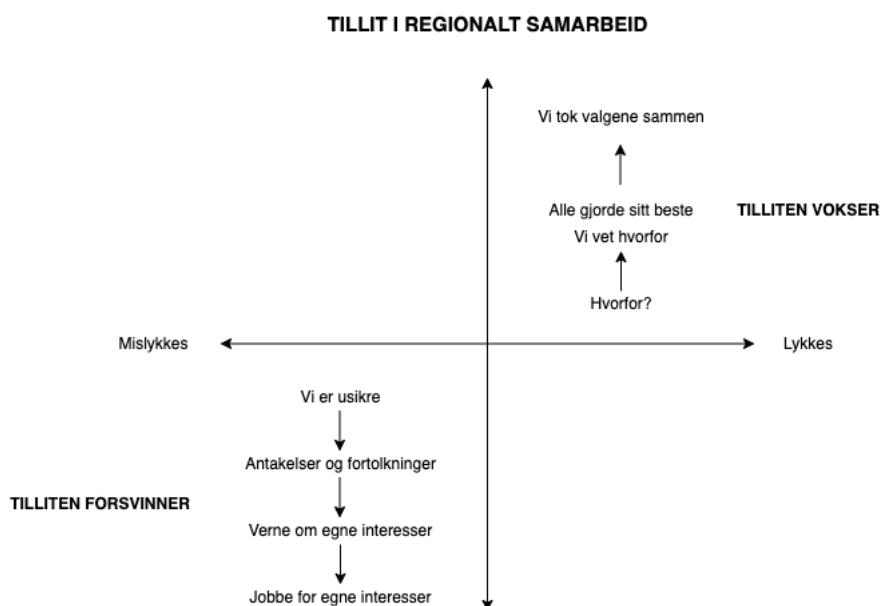 TILLIT I REGIONALT SAMARBEID
Vi tok valgene sammen
Alle gjorde sitt beste
TILLITEN VOKSER
Vi vet hvorfor
Hvorfor?
Mislykkes
Lykkes
Vi er usikre
Antakelser og fortolkninger
TILLITEN FORSVINNER
Verne om egne interesser
Jobbe for egne interesser